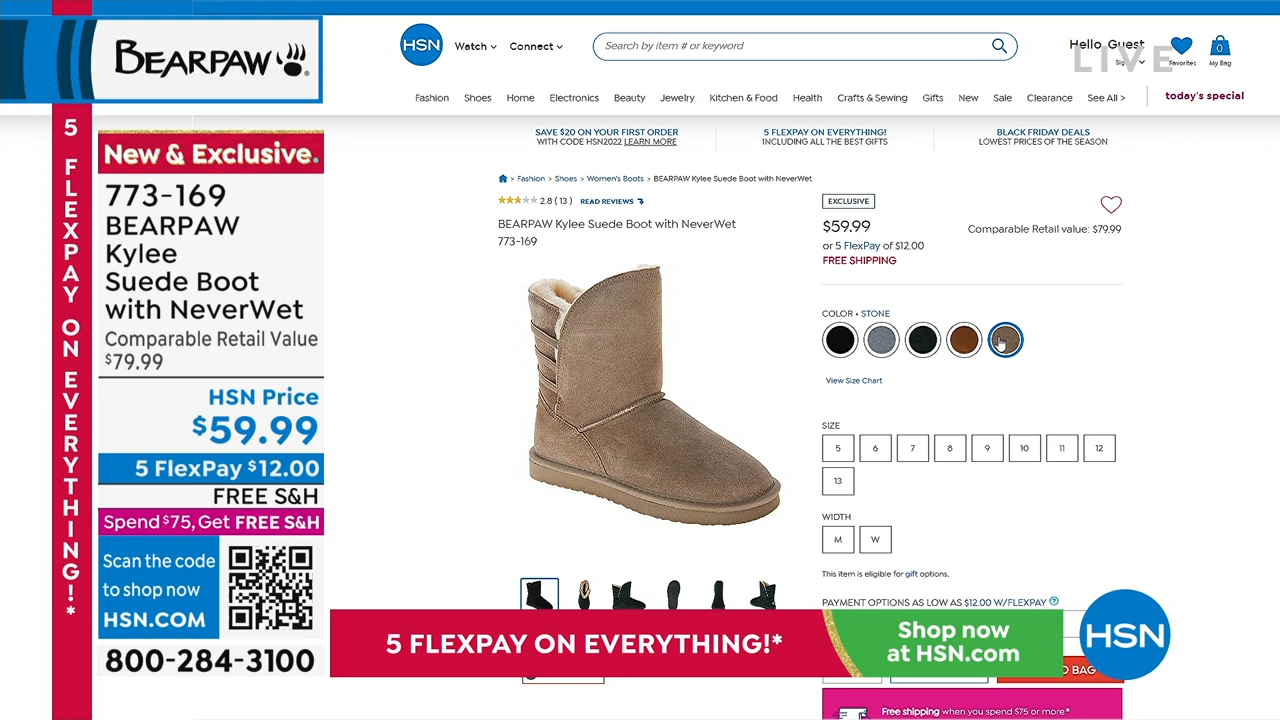 BEARPAW
5 FLEXPAY ON EVERYTHING!*
New & Exclusive.
773-169
BEARPAW
Kylee
Suede Boot
with NeverWet
Comparable Retail Value
$79.99
HSN Price
$59.99
5 FlexPay $12.00
FREE S&H
Spend $75, Get FREE S&H
Scan the code
to shop now
HSN.COM
800-284-3100
HSN
Watch
Connect
Search by item # or keyword
Hello, Guest
LIVE
Favorites
0
My Bag
Fashion Shoes Home Electronics Beauty Jewelry Kitchen & Food Health Crafts & Sewing Gifts New Sale Clearance See All >
today's special
SAVE $20 ON YOUR FIRST ORDER
WITH CODE HSN2022 LEARN MORE
5 FLEXPAY ON EVERYTHING!
INCLUDING ALL THE BEST GIFTS
BLACK FRIDAY DEALS
LOWEST PRICES OF THE SEASON
> Fashion > Shoes > Women's Boots > BEARPAW Kylee Suede Boot with NeverWet
2.8 ( 13 ) READ REVIEWS
BEARPAW Kylee Suede Boot with NeverWet
773-169
EXCLUSIVE
$59.99
Comparable Retail value: $79.99
or 5 FlexPay of $12.00
FREE SHIPPING
COLOR • STONE
View Size Chart
SIZE
5 6 7 8 9 10 11 12
13
WIDTH
M W
This item is eligible for gift options.
PAYMENT OPTIONS AS LOW AS $12.00 W/FLEXPAY ?
5 FLEXPAY ON EVERYTHING!*
Shop now
at HSN.com
HSN
BAG
Free shipping when you spend $75 or more*